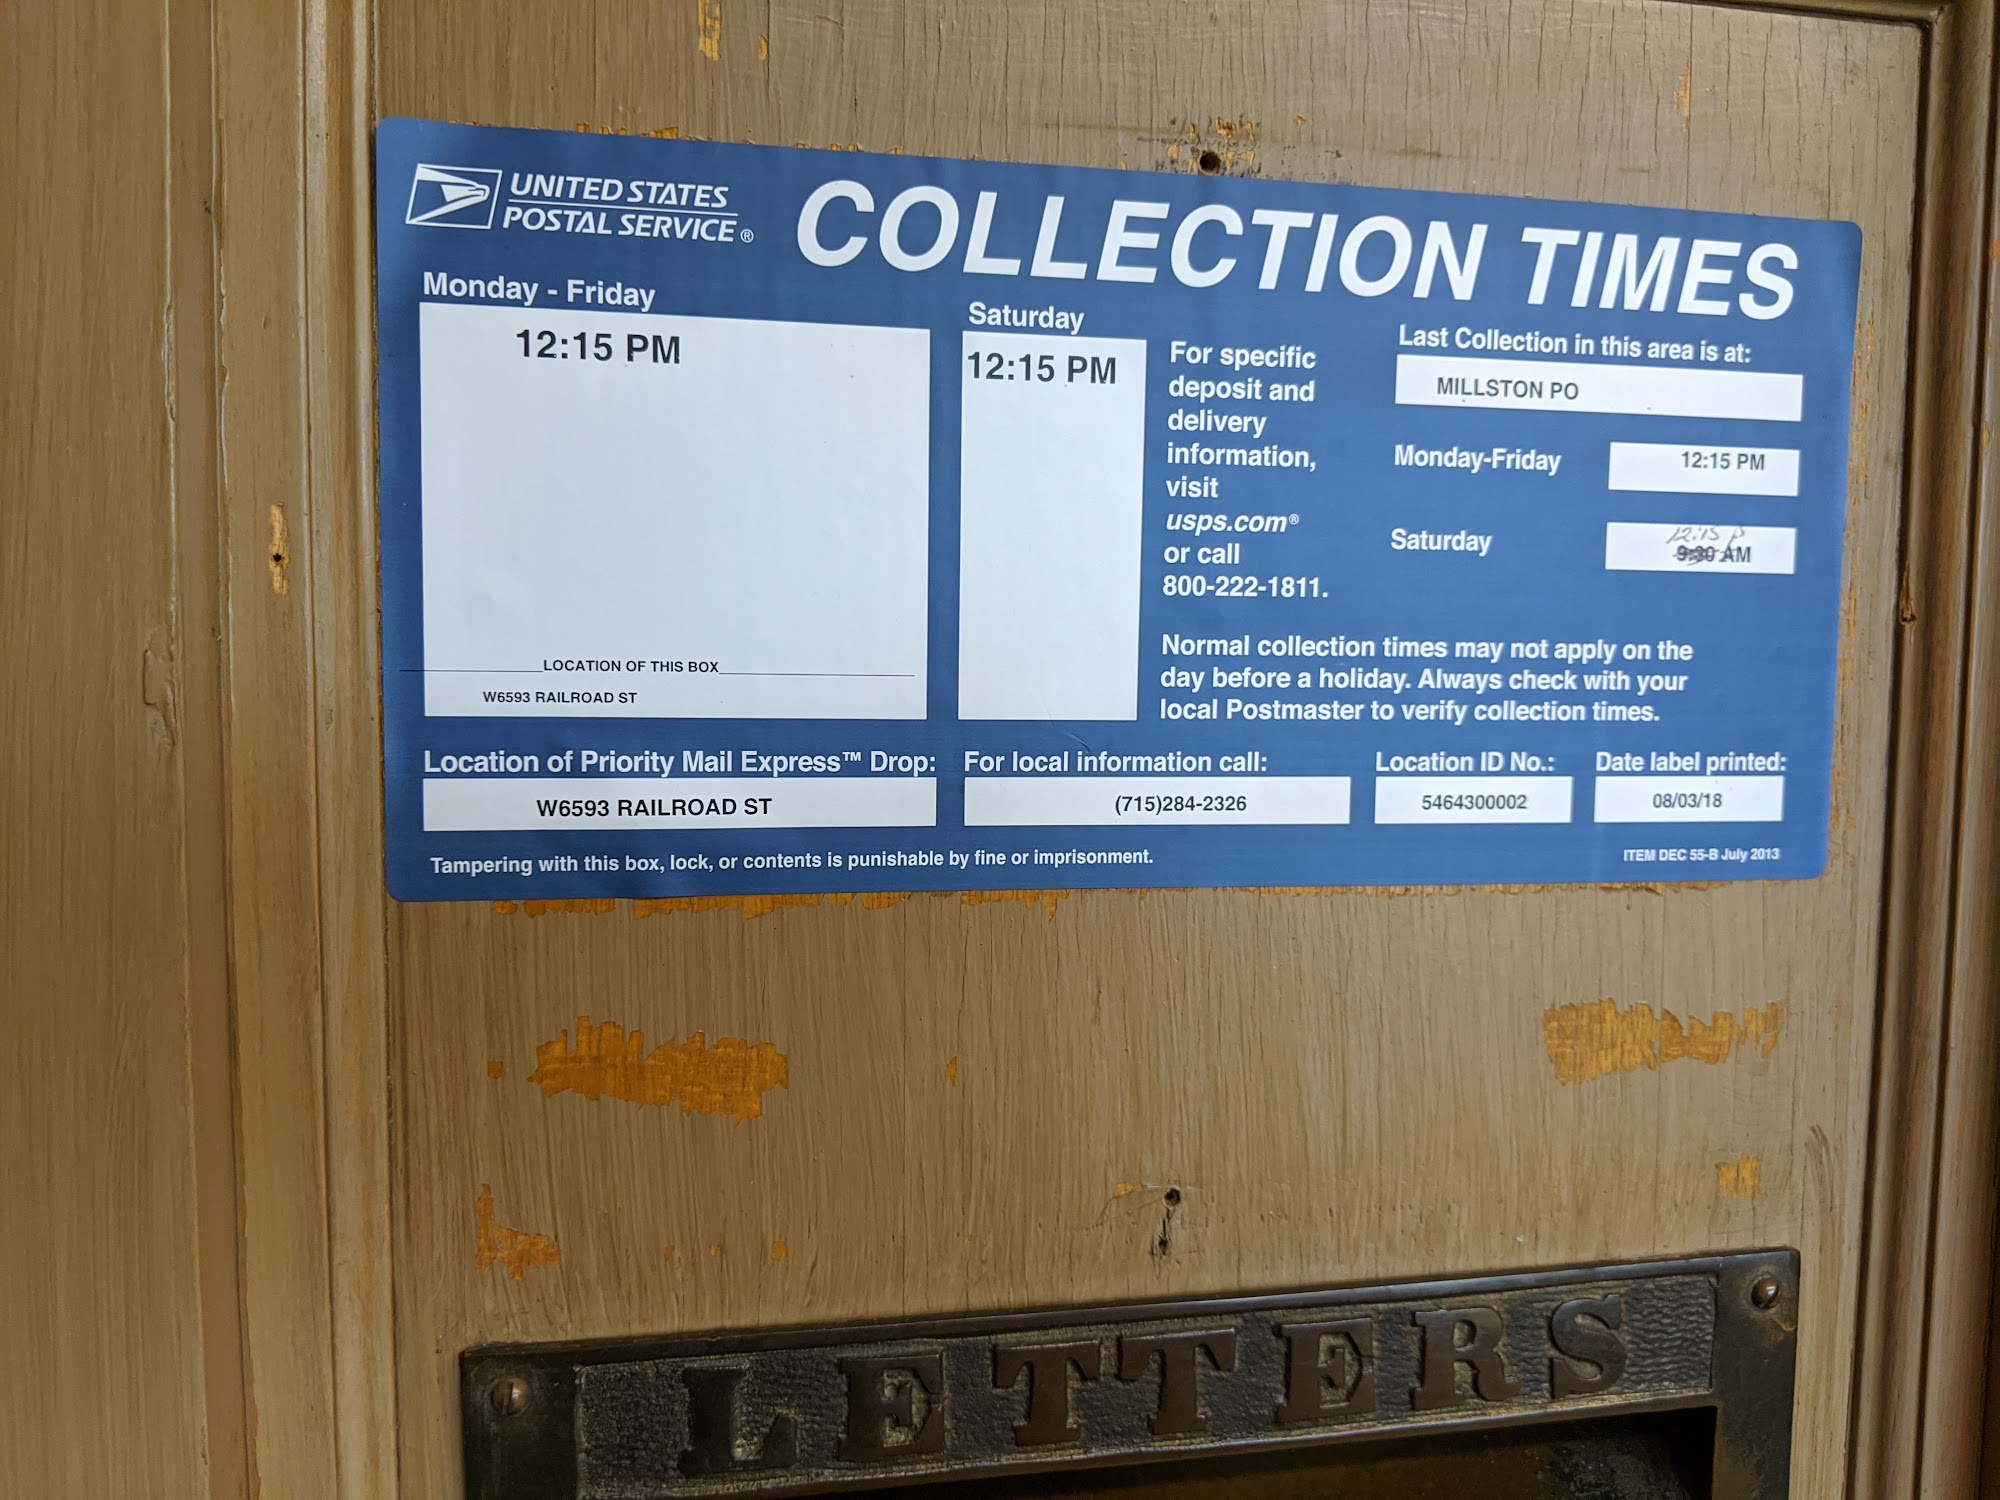 UNITED STATES
POSTAL SERVICE®
COLLECTION TIMES
Monday - Friday
12:15 PM
LOCATION OF THIS BOX
W6593 RAILROAD ST
Saturday
12:15 PM
For specific
deposit and
delivery
information,
visit
usps.com®
or call
800-222-1811.
Last Collection in this area is at:
MILLSTON PO
Monday-Friday
12:15 PM
Saturday
12:15 P
9:30 AM
Normal collection times may not apply on the
day before a holiday. Always check with your
local Postmaster to verify collection times.
Location of Priority Mail Express™ Drop:
W6593 RAILROAD ST
For local information call:
(715)284-2326
Location ID No.:
5464300002
Date label printed:
08/03/18
Tampering with this box, lock, or contents is punishable by fine or imprisonment.
ITEM DEC 55-B July 2013
LETTERS